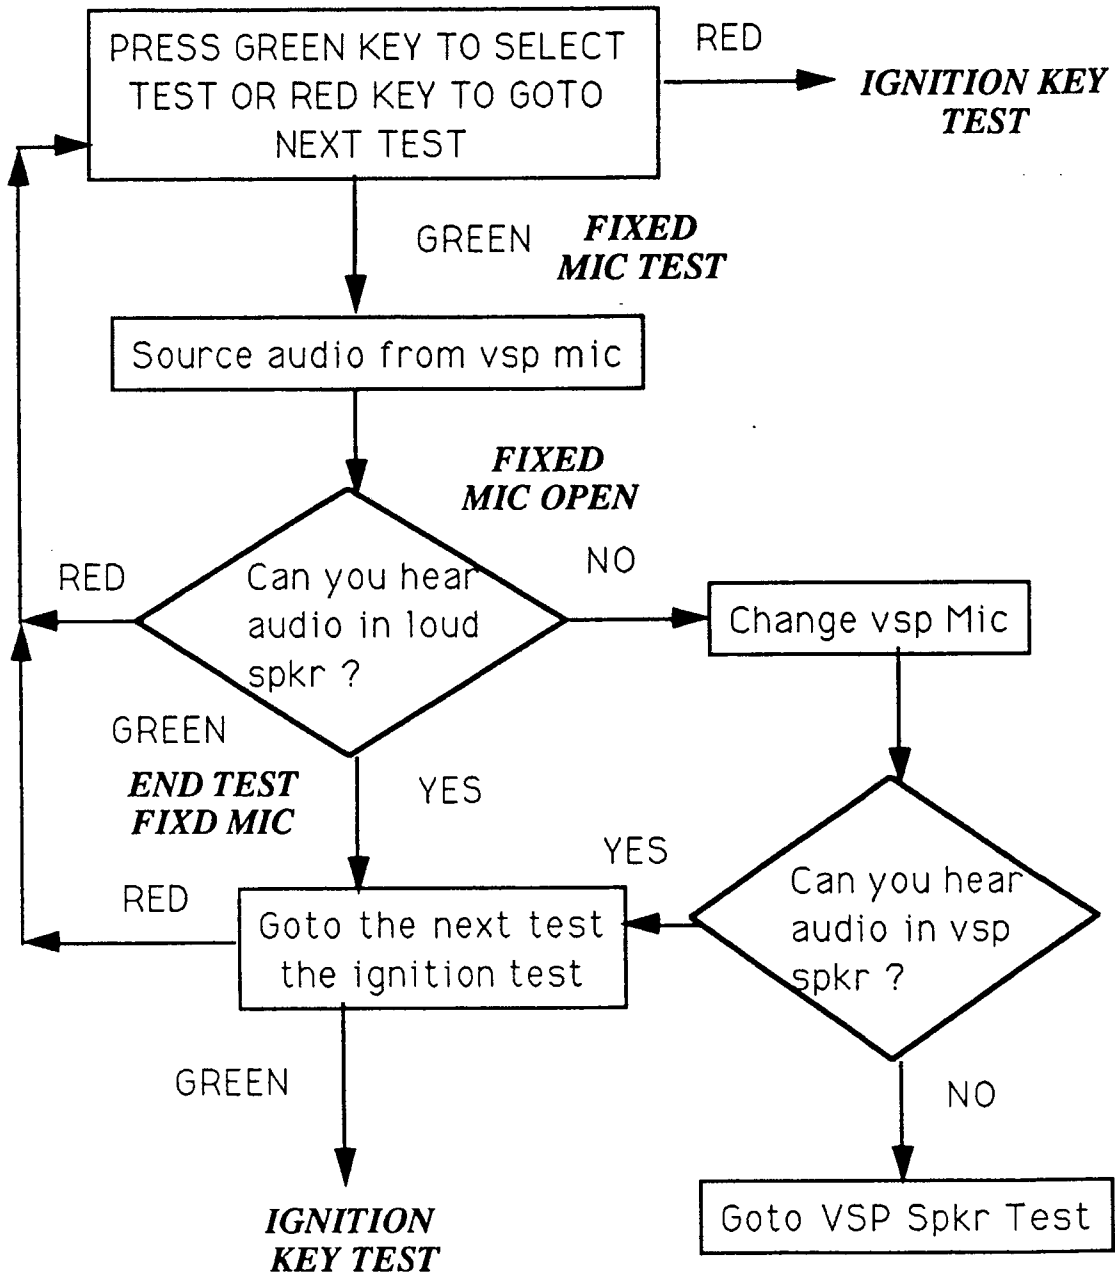 PRESS GREEN KEY TO SELECT
TEST OR RED KEY TO GOTO
NEXT TEST
RED
IGNITION KEY
TEST
GREEN
FIXED
MIC TEST
Source audio from vsp mic
FIXED
MIC OPEN
RED
Can you hear
audio in loud
spkr ?
NO
Change vsp Mic
GREEN
END TEST
FIXD MIC
YES
YES
Can you hear
audio in vsp
spkr ?
RED
Goto the next test
the ignition test
GREEN
NO
IGNITION
KEY TEST
Goto VSP Spkr Test